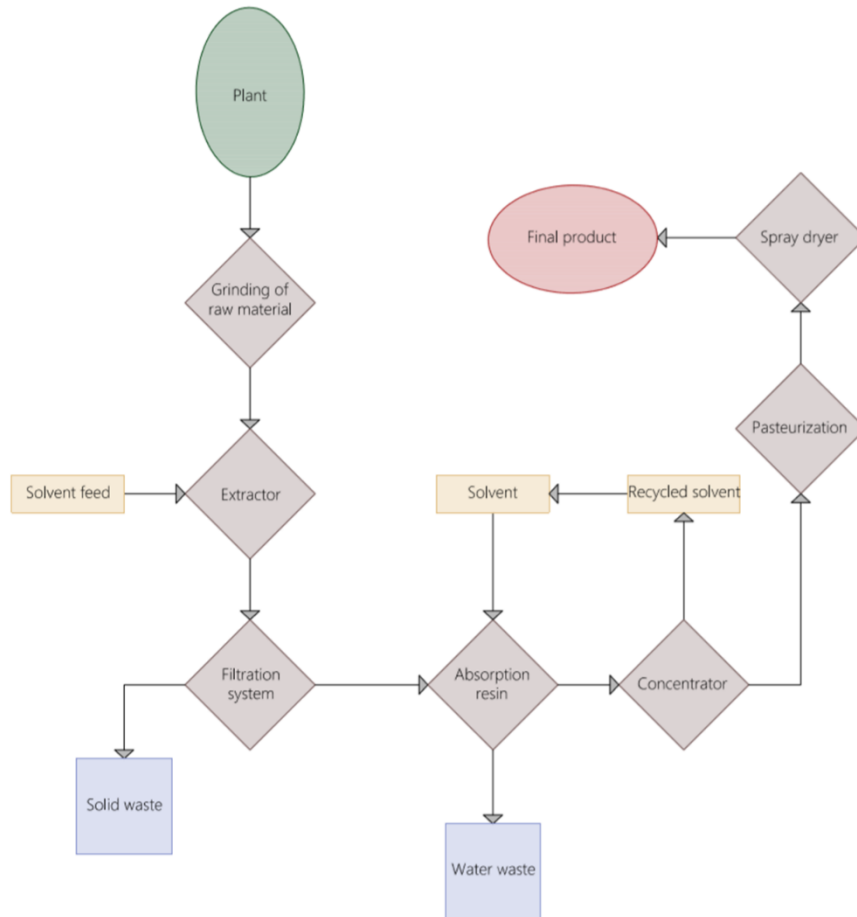 Plant
Grinding of
raw material
Solvent feed
Extractor
Filtration
system
Solid waste
Solvent
Recycled solvent
Absorption
resin
Water waste
Concentrator
Pasteurization
Spray dryer
Final product